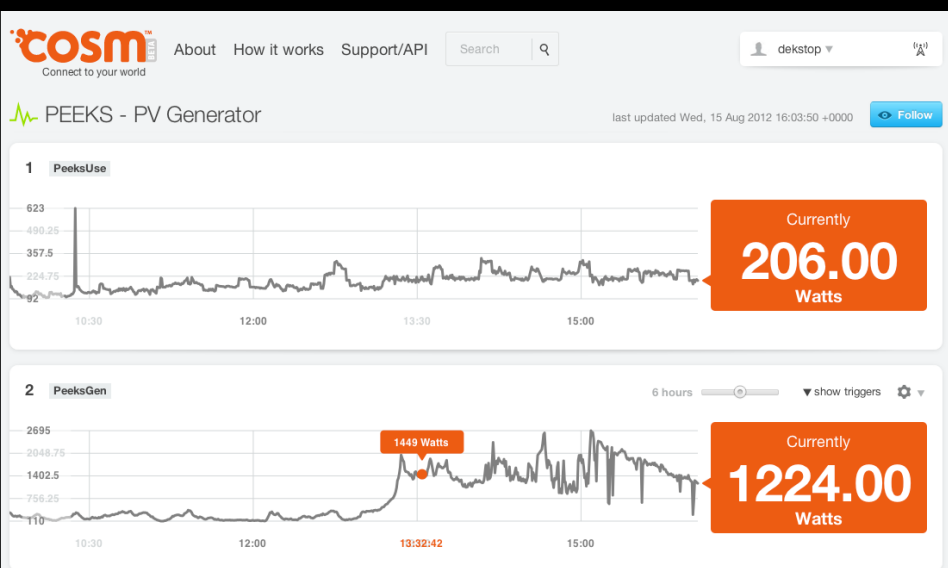 cosm™ BETA
Connect to your world
About How it works Support/API Search dekstop ▼
PEEKS - PV Generator
last updated Wed, 15 Aug 2012 16:03:50 +0000 Follow
1 PeeksUse
623
490.25
357.5
224.75
92
10:30 12:00 13:30 15:00
Currently
206.00
Watts
2 PeeksGen
6 hours ▼ show triggers ▼
2695
2048.75
1402.5
756.25
110
1449 Watts
10:30 12:00 13:32:42 15:00
Currently
1224.00
Watts